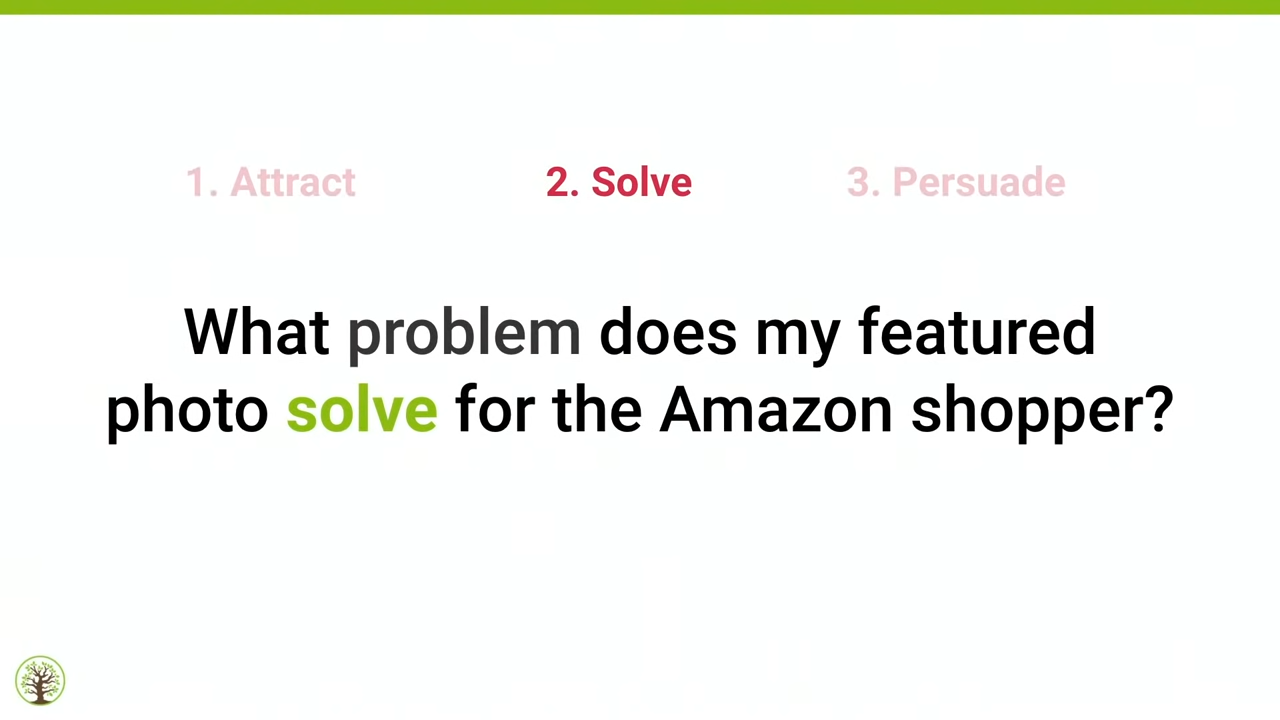 1. Attract 2. Solve 3. Persuade
What problem does my featured
photo solve for the Amazon shopper?